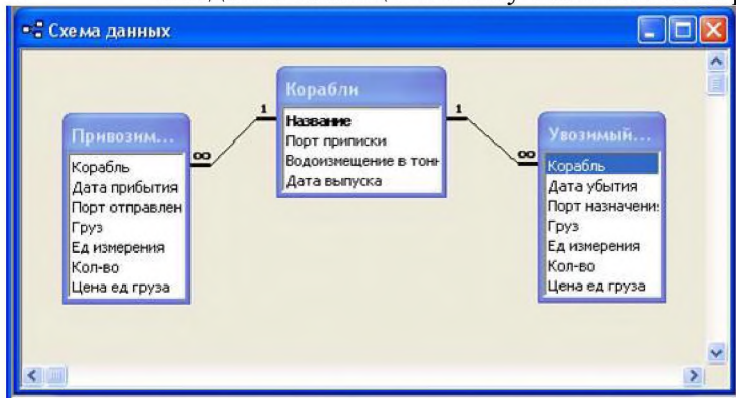 Схема данных
Привозим...
Корабль
Дата прибытия
Порт отправлен
Груз
Ед измерения
Кол-во
Цена ед груза
∞
1
Корабли
Название
Порт приписки
Водоизмещение в тонн
Дата выпуска
1
∞
Увозимый...
Корабль
Дата убытия
Порт назначения
Груз
Ед измерения
Кол-во
Цена ед груза